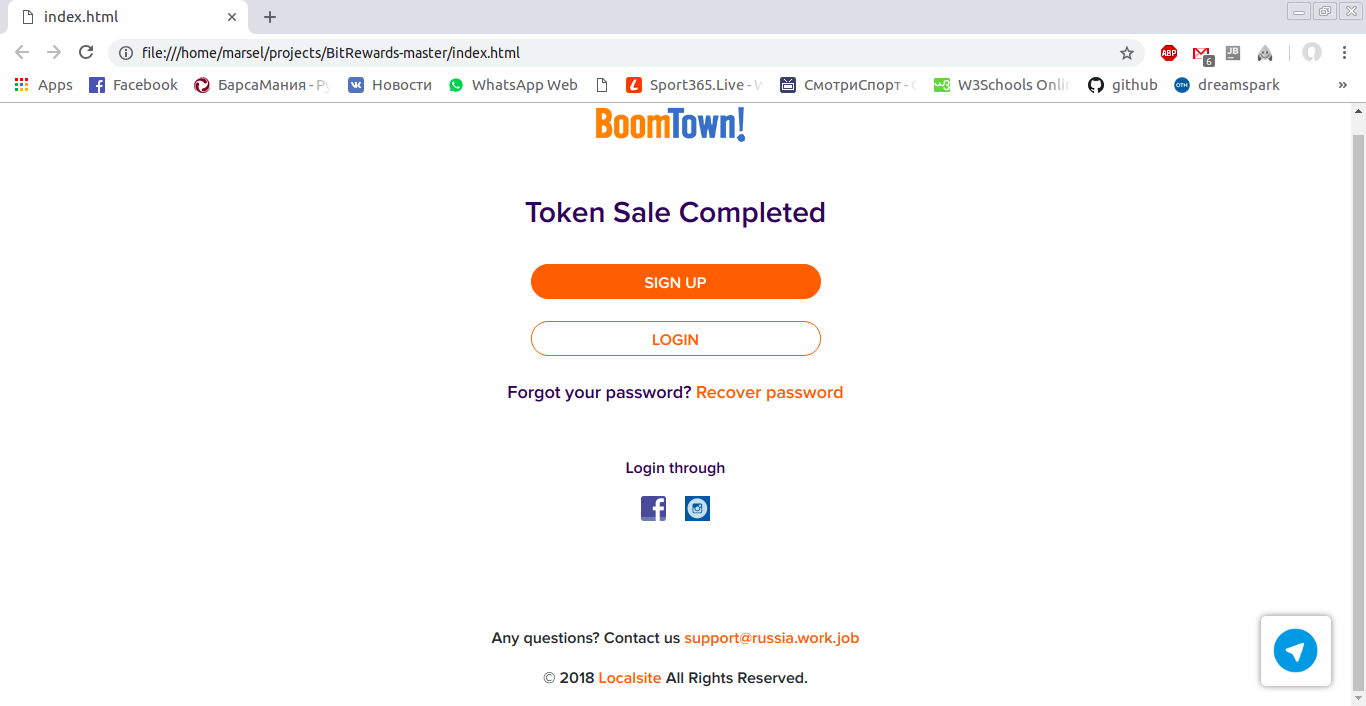 index.html
file:///home/marsel/projects/BitRewards-master/index.html
ABP
6
JB
Apps
Facebook
БарсаМания - Ру
Новости
WhatsApp Web
Sport365.Live -
СмотриСпорт -
W3Schools Onlin
github
OTH
dreamspark
»
BoomTown!
Token Sale Completed
SIGN UP
LOGIN
Forgot your password? Recover password
Login through
Any questions? Contact us support@russia.work.job
© 2018 Localsite All Rights Reserved.